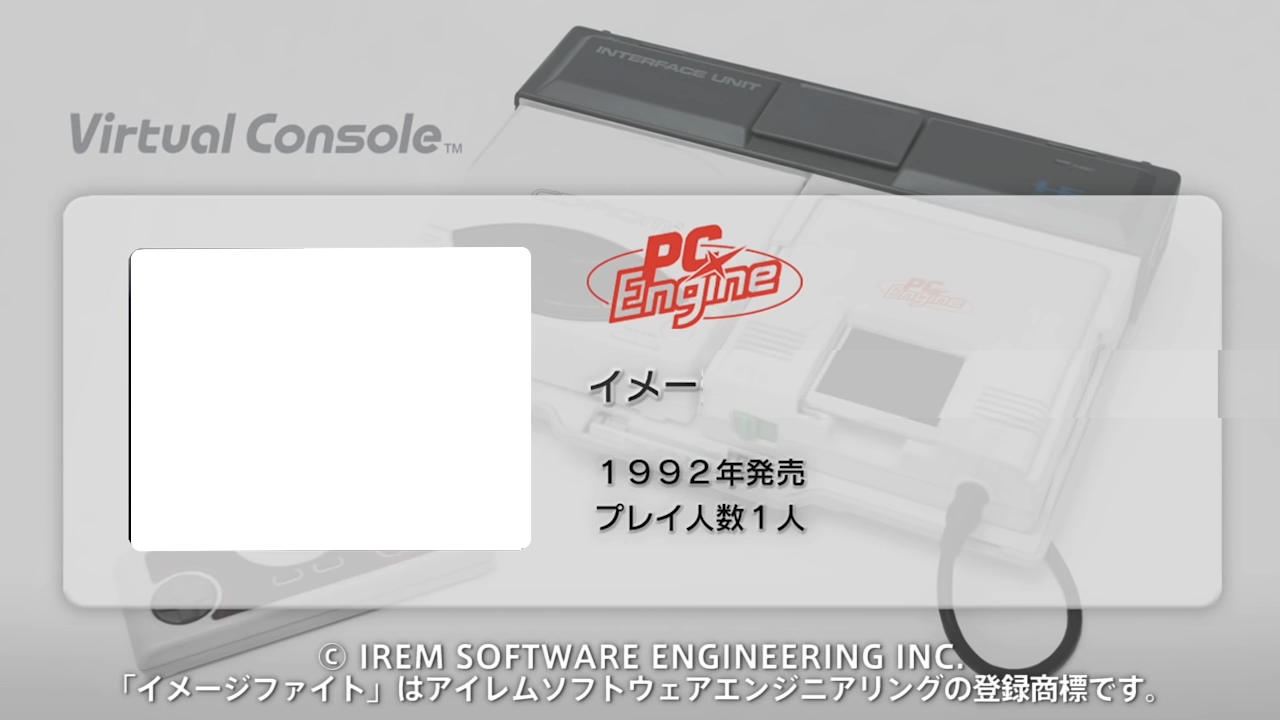 INTERFACE UNIT
Virtual Console™
PC Engine
PC Engine
イメー
1992年発売
プレイ人数1人
© IREM SOFTWARE ENGINEERING INC.
「イメージファイト」はアイレムソフトウェアエンジニアリングの登録商標です。